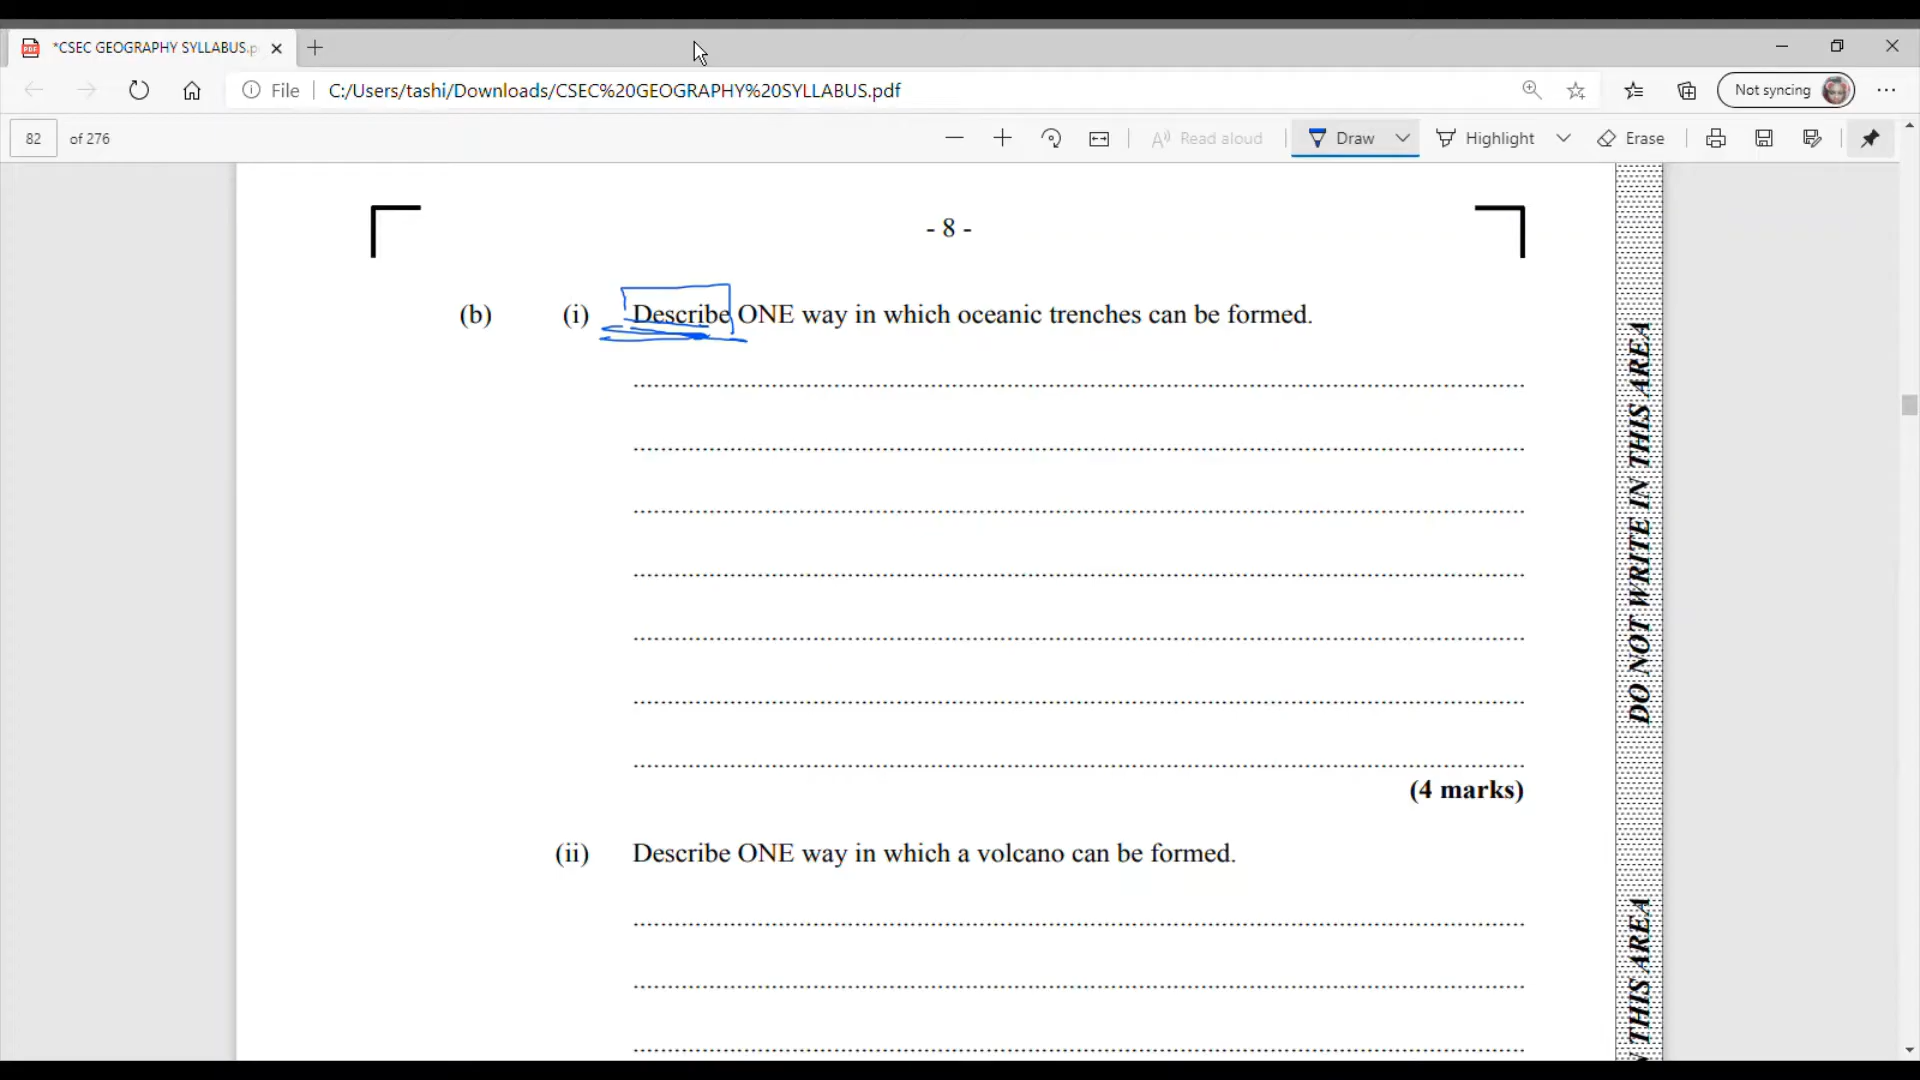 *CSEC GEOGRAPHY SYLLABUS.p
File C:/Users/tashi/Downloads/CSEC%20GEOGRAPHY%20SYLLABUS.pdf
Not syncing
82 of 276
Read aloud
Draw
Highlight
Erase
- 8 -
(b) (i) Describe ONE way in which oceanic trenches can be formed.
(4 marks)
(ii) Describe ONE way in which a volcano can be formed.
DO NOT WRITE IN THIS AREA
THIS AREA